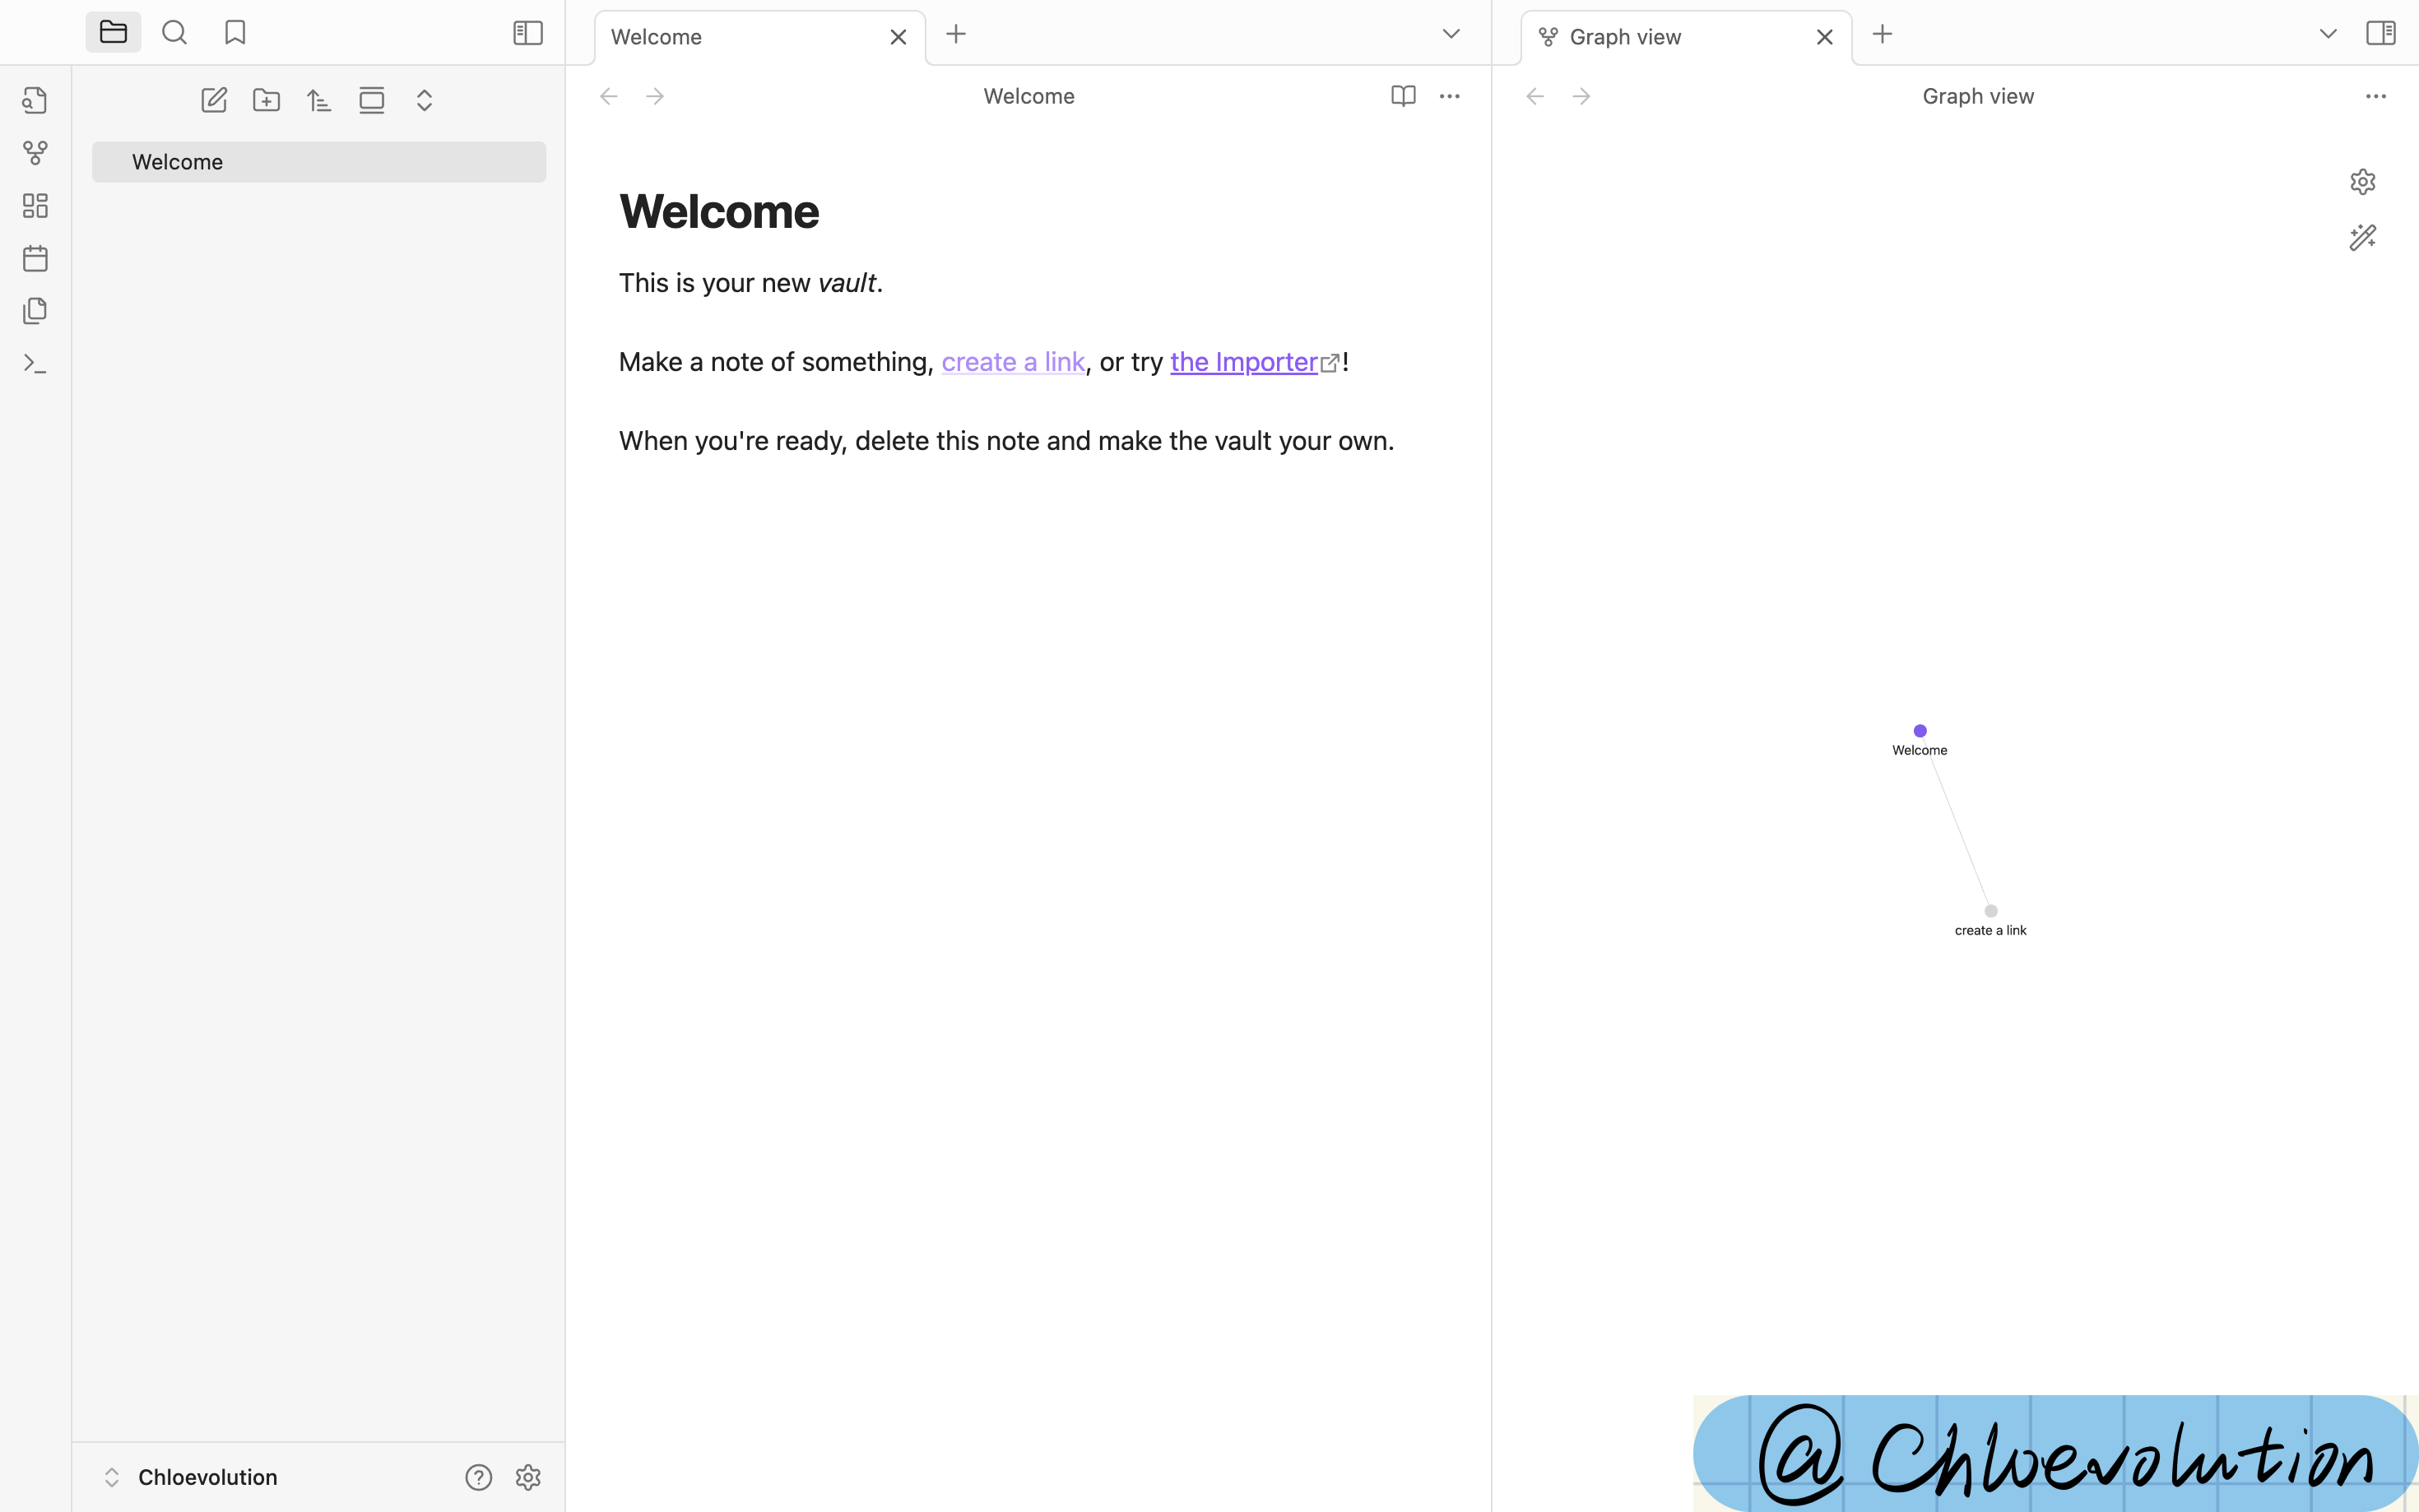 Welcome
Graph view
Welcome
Graph view
Welcome
Welcome
This is your new vault.
Make a note of something, create a link, or try the Importer!
When you're ready, delete this note and make the vault your own.
Welcome
create a link
Chloevolution
@Chloevolution